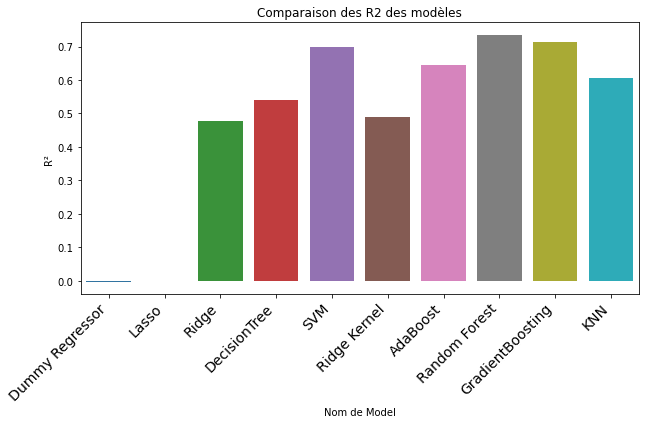 Comparaison des R2 des modèles
R²
0.7
0.6
0.5
0.4
0.3
0.2
0.1
0.0
Dummy Regressor
Lasso
Ridge
DecisionTree
SVM
Ridge Kernel
AdaBoost
Random Forest
GradientBoosting
KNN
Nom de Model